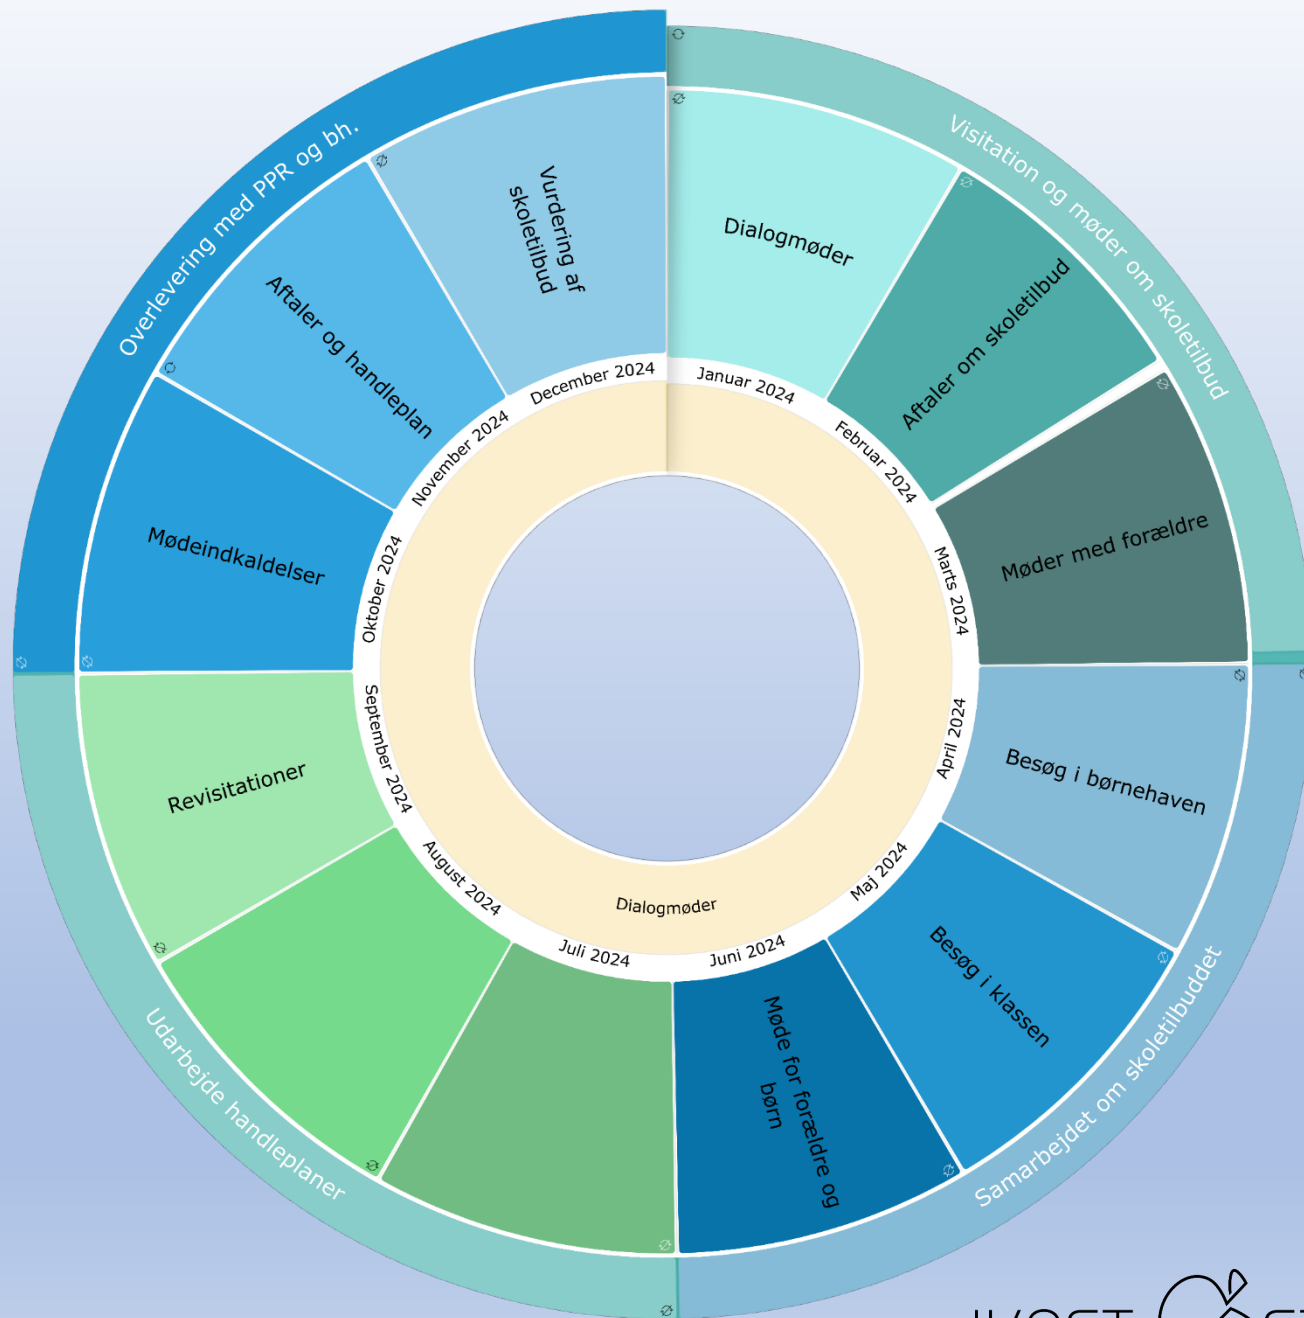 Overlevering med PPR og bh.
Visitation og møder om skoletilbud
Samarbejdet om skoletilbuddet
Udarbejde handleplaner
Dialogmøder
Aftaler om skoletilbud
Møder med forældre
Besøg i børnehaven
Besøg i klassen
Møde for forældre og
børn
Revisitationer
Mødeindkaldelser
Aftaler og handleplan
Vurdering af
skoletilbud
Januar 2024
Februar 2024
Marts 2024
April 2024
Maj 2024
Juni 2024
Juli 2024
August 2024
September 2024
Oktober 2024
November 2024
December 2024
Dialogmøder